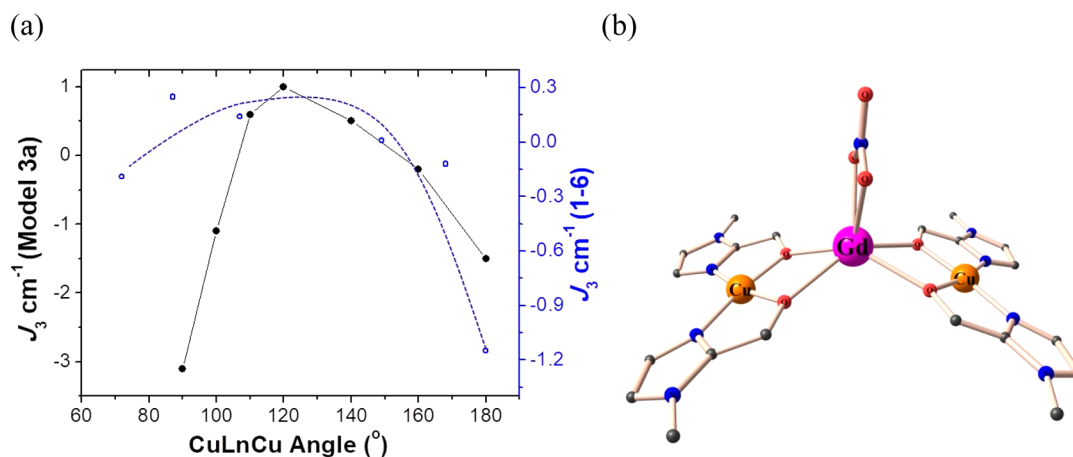 (a)
(b)
J3 cm-1 (Model 3a)
1
0
-1
-2
-3
0.3
0.0
-0.3
-0.6
-0.9
-1.2
J3 cm-1 (1-6)
60 80 100 120 140 160 180
CuLnCu Angle (o)
O
O
O
Gd
O
O
Cu
O
O
Cu